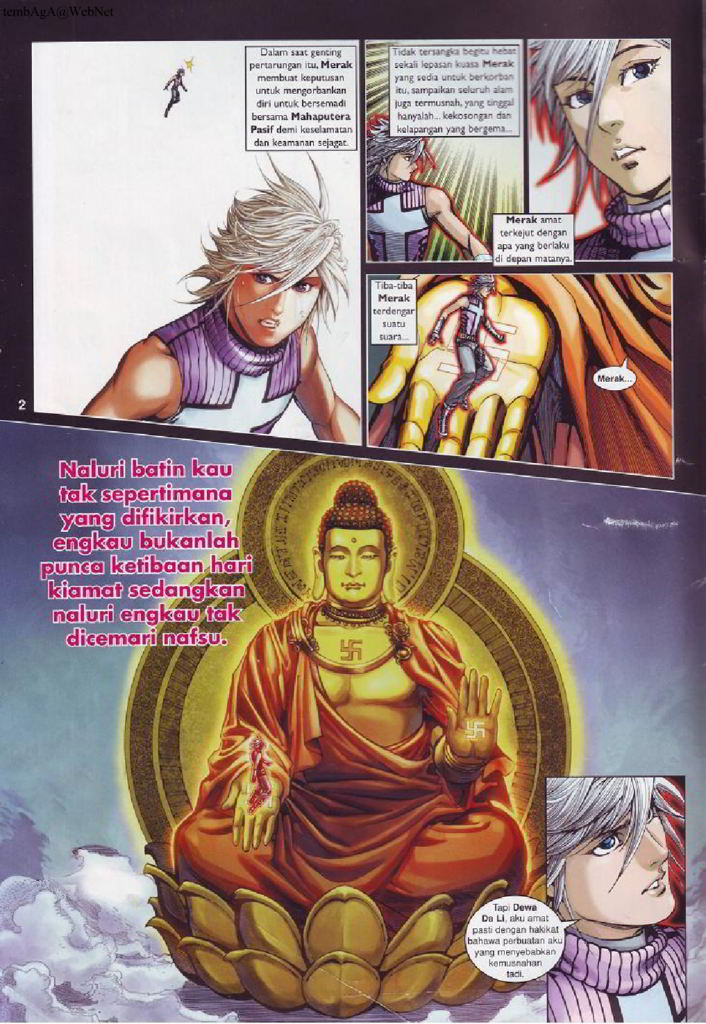 tembAgA@WebNet
Dalam saat genting
pertarungan itu, Merak
membuat keputusan
untuk mengorbankan
diri untuk bersemadi
bersama Mahaputera
Pasif demi keselamatan
dan keamanan sejagat.
Tidak tersangka begitu hebat
sekali lepasan kuasa Merak
yang sedia untuk berkorban
itu, sampaikan seluruh alam
juga termusnah, yang tinggal
hanyalah... kekosongan dan
kelapangan yang bergema...
Merak amat
terkejut dengan
apa yang berlaku
di depan matanya.
Tiba-tiba
Merak
terdengar
suatu
suara...
Merak...
2
Naluri batin kau
tak sepertimana
yang difikirkan,
engkau bukanlah
punca ketibaan hari
kiamat sedangkan
naluri engkau tak
dicemari nafsu.
Tapi Dewa
Da Li, aku amat
pasti dengan hakikat
bahawa perbuatan aku
yang menyebabkan
kemusnahan
tadi.